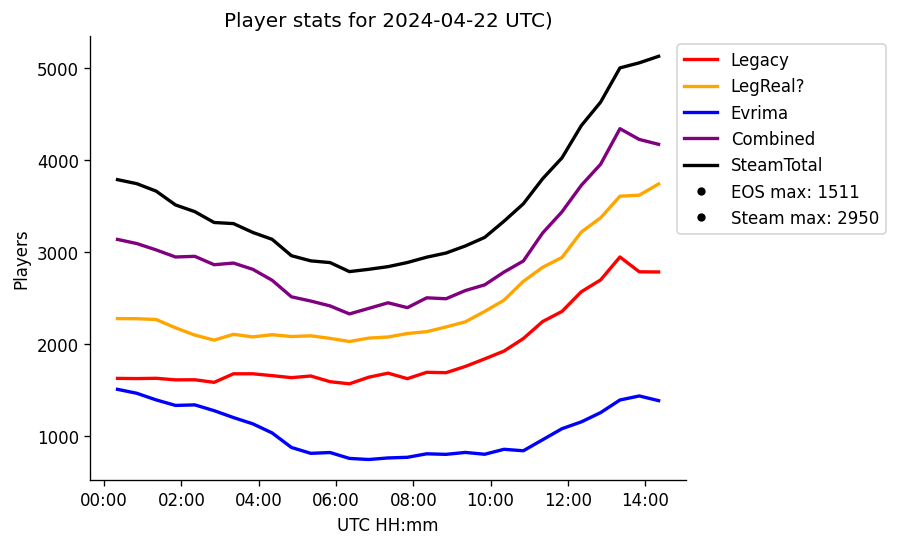 Player stats for 2024-04-22 UTC)
5000
4000
3000
2000
1000
Players
00:00 02:00 04:00 06:00 08:00 10:00 12:00 14:00
UTC HH:mm
Legacy
LegReal?
Evrima
Combined
SteamTotal
EOS max: 1511
Steam max: 2950